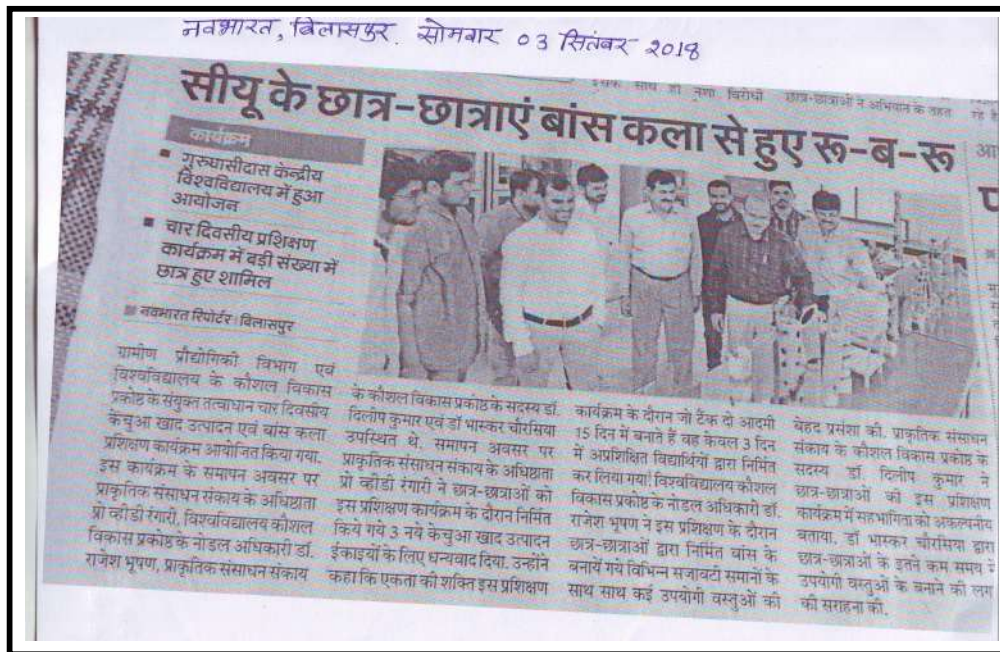 नवभारत, बिलासपुर. सोमवार 03 सितंबर 2018
साथ ही नशा विरोधी छात्र-छात्राओं ने अभियान के तहत
रहे है
सीयू के छात्र-छात्राएं बांस कला से हुए रू-ब-रू
कार्यक्रम
गुरुघासीदास केन्द्रीय
विश्वविद्यालय में हुआ
आयोजन
चार दिवसीय प्रशिक्षण
कार्यक्रम में बड़ी संख्या में
छात्र हुए शामिल
नवभारत रिपोर्टर। बिलासपुर
ग्रामीण प्रौद्योगिकी विभाग एवं
विश्वविद्यालय के कौशल विकास
प्रकोष्ठ के संयुक्त तत्वाधान चार दिवसीय
केंचुआ खाद उत्पादन एवं बांस कला
प्रशिक्षण कार्यक्रम आयोजित किया गया.
इस कार्यक्रम के समापन अवसर पर
प्राकृतिक संसाधन संकाय के अधिष्ठाता
प्रो व्हीडी रंगारी, विश्वविद्यालय कौशल
विकास प्रकोष्ठ के नोडल अधिकारी डॉ.
राजेश भूषण, प्राकृतिक संसाधन संकाय
के कौशल विकास प्रकोष्ठ के सदस्य डॉ.
दिलीप कुमार एवं डॉ भास्कर चौरसिया
उपस्थित थे. समापन अवसर पर
प्राकृतिक संसाधन संकाय के अधिष्ठाता
प्रो व्हीडी रंगारी ने छात्र-छात्राओं को
इस प्रशिक्षण कार्यक्रम के दौरान निर्मित
किये गये 3 नये केंचुआ खाद उत्पादन
ईकाइयों के लिए धन्यवाद दिया. उन्होंने
कहा कि एकता की शक्ति इस प्रशिक्षण
कार्यक्रम के दौरान जो टैंक दो आदमी
15 दिन में बनाते हैं वह केवल 3 दिन
में अप्रशिक्षित विद्यार्थियों द्वारा निर्मित
कर लिया गया. विश्वविद्यालय कौशल
विकास प्रकोष्ठ के नोडल अधिकारी डॉ.
राजेश भूषण ने इस प्रशिक्षण के दौरान
छात्र-छात्राओं द्वारा निर्मित बांस के
बनायें गये विभिन्न सजावटी समानों के
साथ साथ कई उपयोगी वस्तुओं की
बेहद प्रसंशा की. प्राकृतिक संसाधन
संकाय के कौशल विकास प्रकोष्ठ के
सदस्य डॉ. दिलीप कुमार ने
छात्र-छात्राओं की इस प्रशिक्षण
कार्यक्रम में सहभागिता को अकल्पनीय
बताया. डॉ भास्कर चौरसिया द्वारा
छात्र-छात्राओं के इतने कम समय में
उपयोगी वस्तुओं के बनाने की लग
की सराहना की.